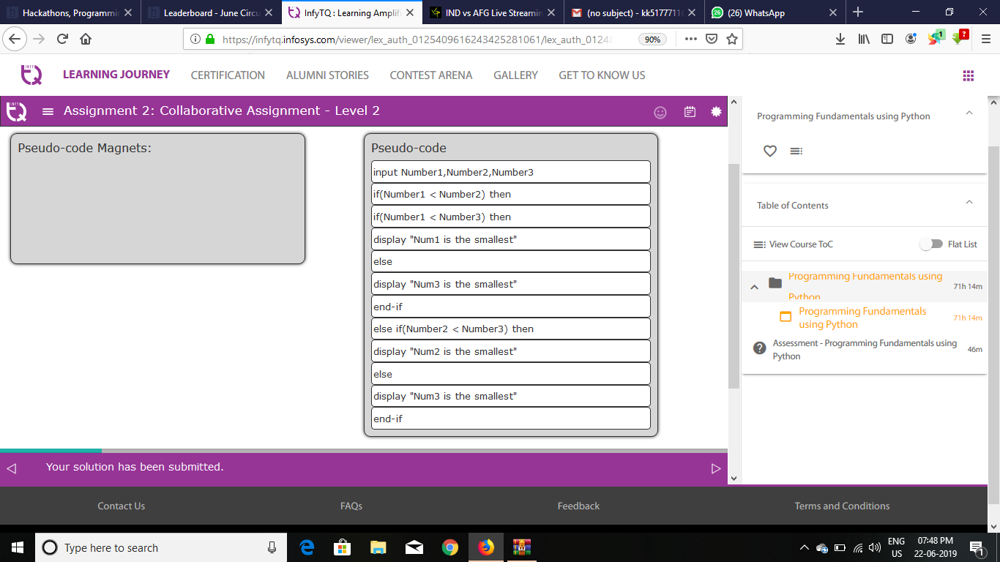 Hackathons, Programmi
Leaderboard - June Circu
InfyTQ : Learning Amplifi
IND vs AFG Live Streamin
(no subject) - kk5177711
(26) WhatsApp
https://infytq.infosys.com/viewer/lex_auth_0125409616243425281061/lex_auth_0124
90%
LEARNING JOURNEY
CERTIFICATION
ALUMNI STORIES
CONTEST ARENA
GALLERY
GET TO KNOW US
Assignment 2: Collaborative Assignment - Level 2
Pseudo-code Magnets:
Pseudo-code
input Number1,Number2,Number3
if(Number1 < Number2) then
if(Number1 < Number3) then
display "Num1 is the smallest"
else
display "Num3 is the smallest"
end-if
else if(Number2 < Number3) then
display "Num2 is the smallest"
else
display "Num3 is the smallest"
end-if
Your solution has been submitted.
Programming Fundamentals using Python
Table of Contents
View Course ToC
Flat List
Programming Fundamentals using
Python
71h 14m
Programming Fundamentals
using Python
71h 14m
Assessment - Programming Fundamentals using
Python
46m
Contact Us
FAQs
Feedback
Terms and Conditions
Type here to search
ENG
US
07:48 PM
22-06-2019